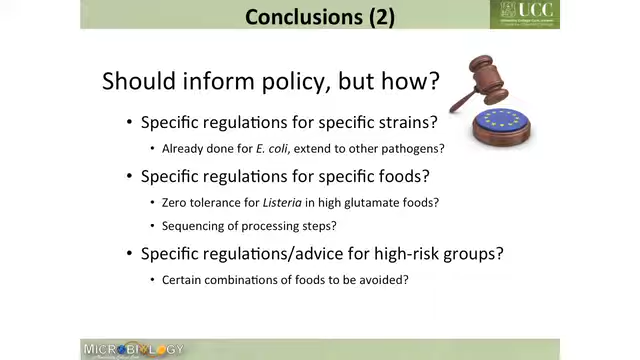 Conclusions (2)
UCC
Should inform policy, but how?
• Specific regulations for specific strains?
• Already done for E. coli, extend to other pathogens?
• Specific regulations for specific foods?
• Zero tolerance for Listeria in high glutamate foods?
• Sequencing of processing steps?
• Specific regulations/advice for high-risk groups?
• Certain combinations of foods to be avoided?
MICROBIOLOGY